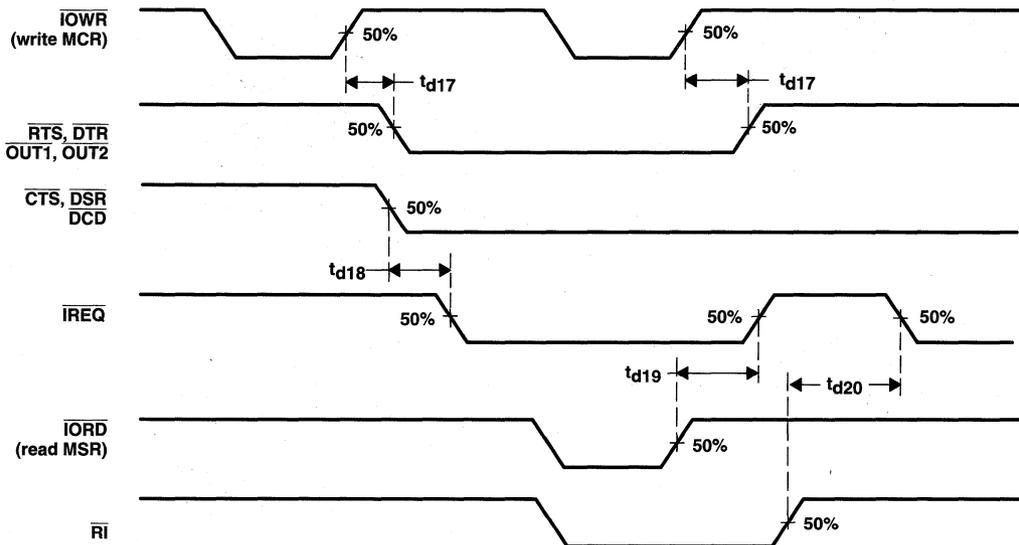 IOWR
(write MCR)
50%
50%
td17
td17
RTS, DTR
OUT1, OUT2
50%
50%
CTS, DSR
DCD
50%
td18
IREQ
50%
50%
50%
td19
td20
IORD
(read MSR)
50%
RI
50%